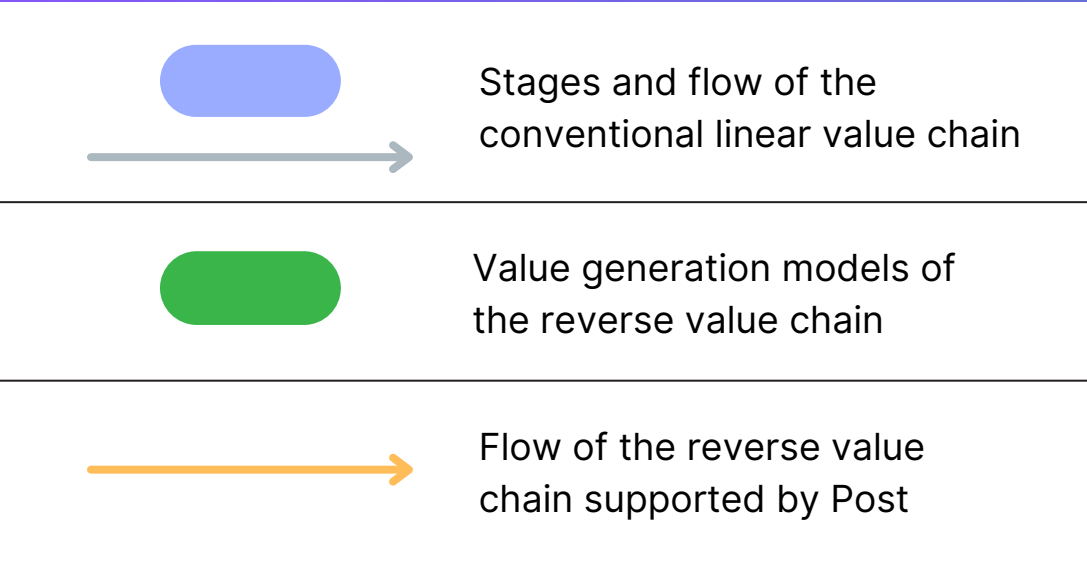 Stages and flow of the
conventional linear value chain
Value generation models of
the reverse value chain
Flow of the reverse value
chain supported by Post